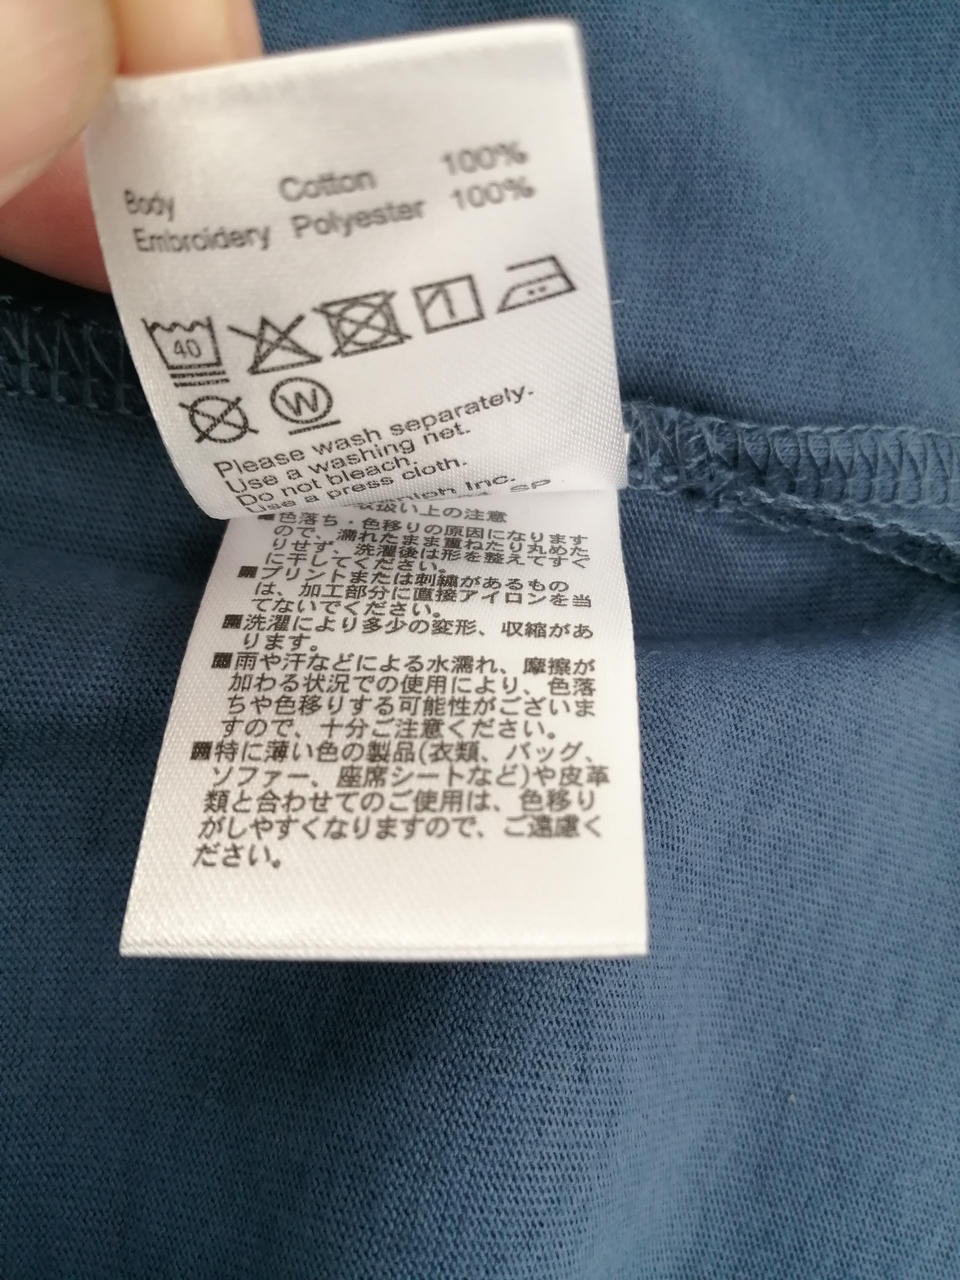 Body Cotton 100%
Embroidery Polyester 100%
40
W
Please wash separately.
Use a washing net.
Do not bleach.
Use a press cloth.
Inc.
SP
扱い上の注意
色落ち・色移りの原因になります
ので、濡れたまま重ねたり丸めた
りせず、洗濯後は形を整えてすぐ
に干してください。
プリントまたは刺繍があるもの
は、加工部分に直接アイロンを当
てないでください。
洗濯により多少の変形、収縮があ
ります。
雨や汗などによる水濡れ、摩擦が
加わる状況での使用により、色落
ちや色移りする可能性がございま
すので、十分ご注意ください。
特に薄い色の製品(衣類、バッグ、
ソファー、座席シートなど)や皮革
類と合わせてのご使用は、色移り
がしやすくなりますので、ご遠慮く
ださい。